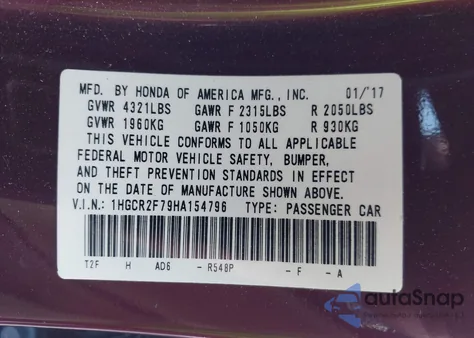 MFD. BY HONDA OF AMERICA MFG., INC. 01/'17
GVWR 4321LBS GAWR F 2315LBS R 2050LBS
GVWR 1960KG GAWR F 1050KG R 930KG
THIS VEHICLE CONFORMS TO ALL APPLICABLE
FEDERAL MOTOR VEHICLE SAFETY, BUMPER,
AND THEFT PREVENTION STANDARDS IN EFFECT
ON THE DATE OF MANUFACTURE SHOWN ABOVE.
V.I.N.: 1HGCR2F79HA154796 TYPE: PASSENGER CAR
T2F H AD6 - R548P - F - A
autoSnap